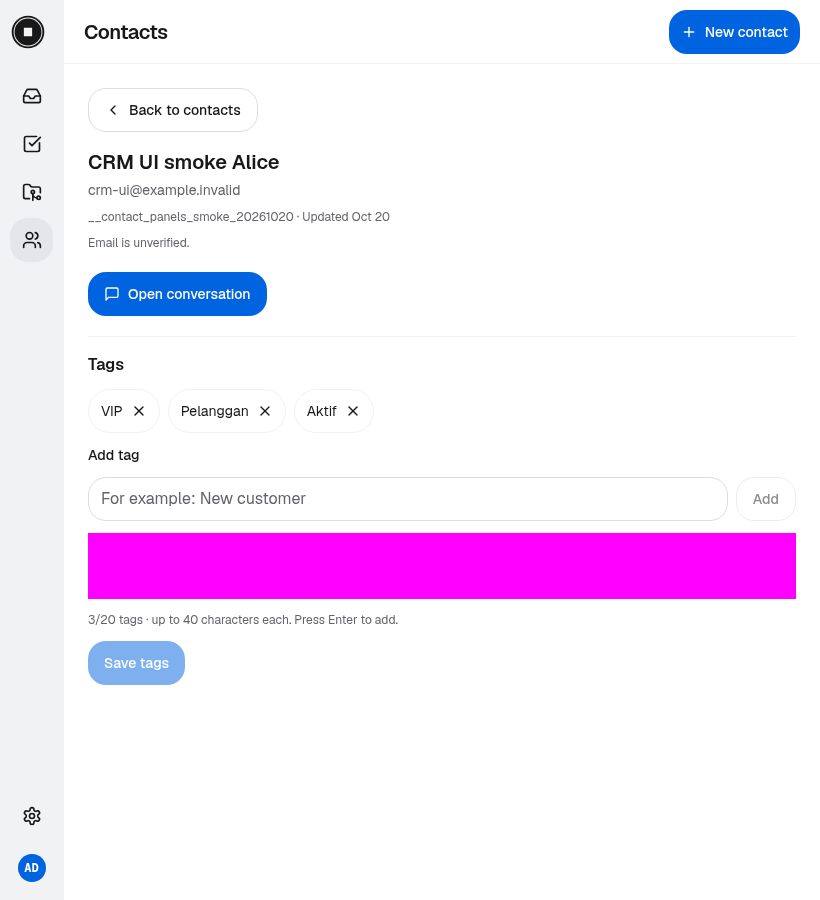 Contacts
New contact
Back to contacts
CRM UI smoke Alice
crm-ui@example.invalid
__contact_panels_smoke_20261020 · Updated Oct 20
Email is unverified.
Open conversation
Tags
VIP
Pelanggan
Aktif
Add tag
For example: New customer
Add
3/20 tags · up to 40 characters each. Press Enter to add.
Save tags
AD